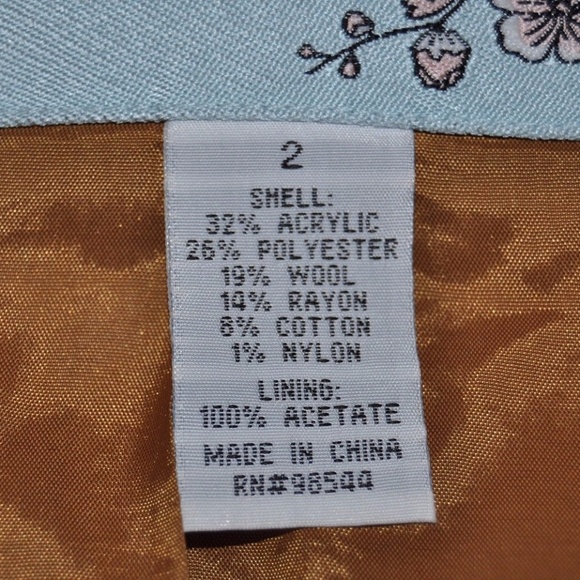 2
SHELL:
32% ACRYLIC
26% POLYESTER
19% WOOL
14% RAYON
8% COTTON
1% NYLON
LINING:
100% ACETATE
MADE IN CHINA
RN#98544